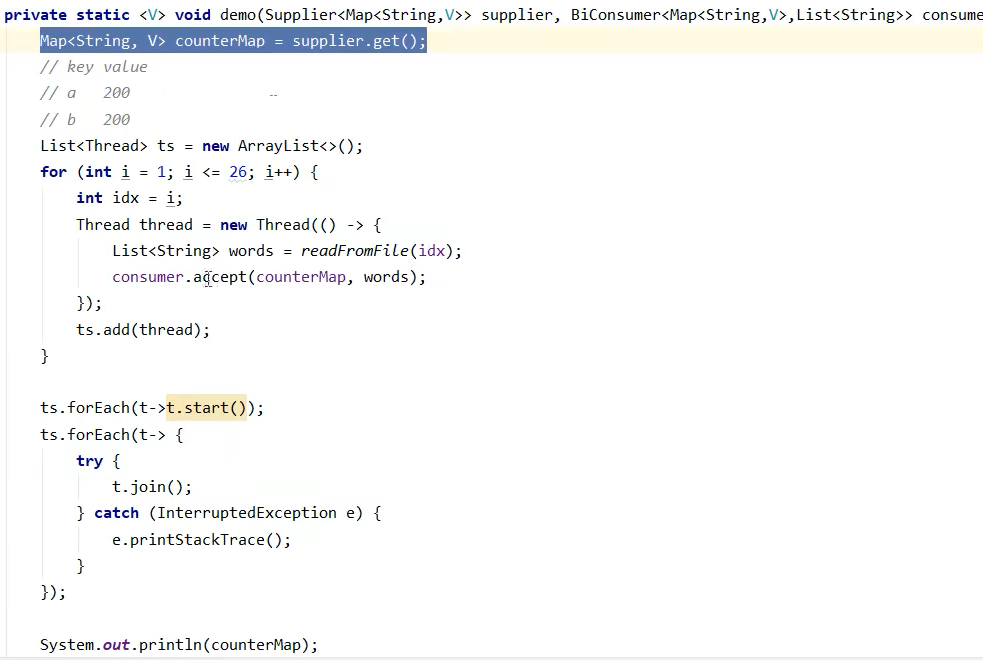 private static <V> void demo(Supplier<Map<String,V>> supplier, BiConsumer<Map<String,V>,List<String>> consume
Map<String, V> counterMap = supplier.get();
// key value
// a   200
// b   200
List<Thread> ts = new ArrayList<>();
for (int i = 1; i <= 26; i++) {
int idx = i;
Thread thread = new Thread(() -> {
List<String> words = readFromFile(idx);
consumer.accept(counterMap, words);
});
ts.add(thread);
}
ts.forEach(t->t.start());
ts.forEach(t-> {
try {
t.join();
} catch (InterruptedException e) {
e.printStackTrace();
}
});
System.out.println(counterMap);